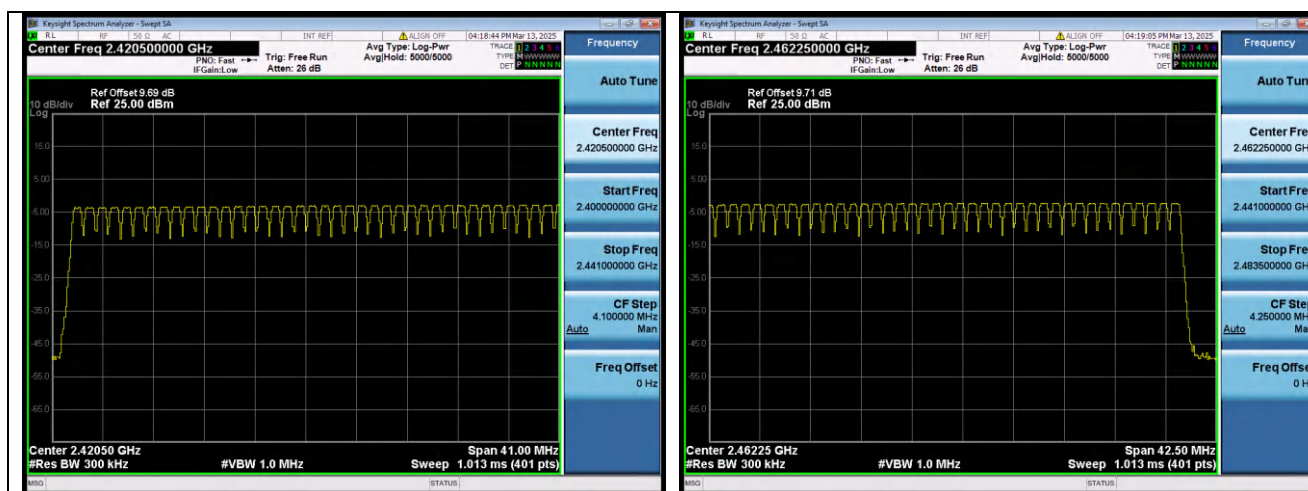 Keysight Spectrum Analyzer - Swept SA
RL RF 50 Ω AC INT REF ALIGN OFF 04:18:44 PM Mar 13, 2025
Center Freq 2.420500000 GHz
PNO: Fast
IFGain:Low
Trig: Free Run
Atten: 26 dB
Avg Type: Log-Pwr
Avg|Hold: 5000/5000
TRACE 1 2 3 4 5 6
TYPE M W W W W W
DET P N N N N N
Ref Offset 9.69 dB
10 dB/div Ref 25.00 dBm
Log
15.0
5.00
-5.00
-15.0
-25.0
-35.0
-45.0
-55.0
-65.0
Center 2.42050 GHz Span 41.00 MHz
#Res BW 300 kHz #VBW 1.0 MHz Sweep 1.013 ms (401 pts)
MSG STATUS
Frequency
Auto Tune
Center Freq
2.420500000 GHz
Start Freq
2.400000000 GHz
Stop Freq
2.441000000 GHz
CF Step
4.100000 MHz
Auto Man
Freq Offset
0 Hz
Keysight Spectrum Analyzer - Swept SA
RL RF 50 Ω AC INT REF ALIGN OFF 04:19:05 PM Mar 13, 2025
Center Freq 2.462250000 GHz
PNO: Fast
IFGain:Low
Trig: Free Run
Atten: 26 dB
Avg Type: Log-Pwr
Avg|Hold: 5000/5000
TRACE 1 2 3 4 5 6
TYPE M W W W W W
DET P N N N N N
Ref Offset 9.71 dB
10 dB/div Ref 25.00 dBm
Log
15.0
5.00
-5.00
-15.0
-25.0
-35.0
-45.0
-55.0
-65.0
Center 2.46225 GHz Span 42.50 MHz
#Res BW 300 kHz #VBW 1.0 MHz Sweep 1.013 ms (401 pts)
MSG STATUS
Frequency
Auto Tun
Center Fre
2.462250000 GH
Start Fre
2.441000000 GH
Stop Fre
2.483500000 GH
CF Ste
4.250000 MH
Auto Ma
Freq Offse
0 H